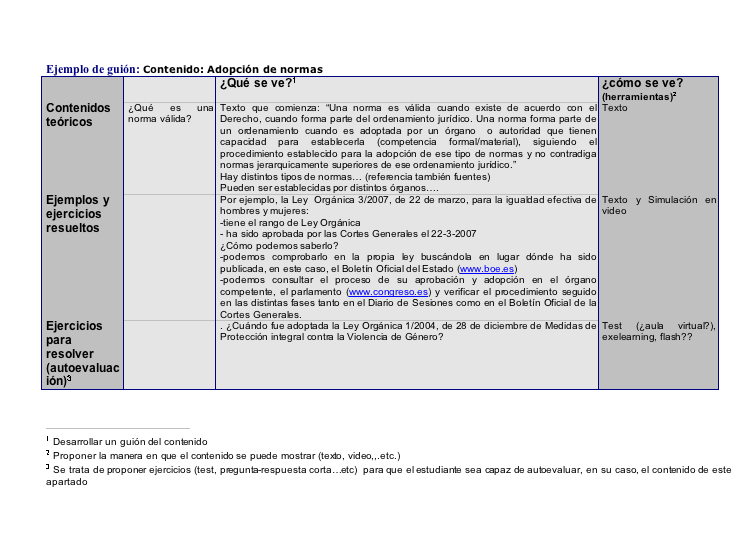 Ejemplo de guión: Contenido: Adopción de normas
¿Qué se ve?1
¿cómo se ve?
(herramientas)2
Contenidos
teóricos
¿Qué es una
norma válida?
Texto que comienza: “Una norma es válida cuando existe de acuerdo con el
Derecho, cuando forma parte del ordenamiento jurídico. Una norma forma parte de
un ordenamiento cuando es adoptada por un órgano o autoridad que tienen
capacidad para establecerla (competencia formal/material), siguiendo el
procedimiento establecido para la adopción de ese tipo de normas y no contradiga
normas jerarquicamente superiores de ese ordenamiento jurídico.”
Hay distintos tipos de normas… (referencia también fuentes)
Pueden ser establecidas por distintos órganos….
Texto
Ejemplos y
ejercicios
resueltos
Por ejemplo, la Ley Orgánica 3/2007, de 22 de marzo, para la igualdad efectiva de
hombres y mujeres:
-tiene el rango de Ley Orgánica
- ha sido aprobada por las Cortes Generales el 22-3-2007
¿Cómo podemos saberlo?
-podemos comprobarlo en la propia ley buscándola en lugar dónde ha sido
publicada, en este caso, el Boletín Oficial del Estado (www.boe.es)
-podemos consultar el proceso de su aprobación y adopción en el órgano
competente, el parlamento (www.congreso.es) y verificar el procedimiento seguido
en las distintas fases tanto en el Diario de Sesiones como en el Boletín Oficial de la
Cortes Generales.
Texto y Simulación en
video
Ejercicios
para
resolver
(autoevaluac
ión)3
. ¿Cuándo fue adoptada la Ley Orgánica 1/2004, de 28 de diciembre de Medidas de
Protección integral contra la Violencia de Género?
Test (¿aula virtual?),
exelearning, flash??
1 Desarrollar un guión del contenido
2 Proponer la manera en que el contenido se puede mostrar (texto, video,,.etc.)
3 Se trata de proponer ejercicios (test, pregunta-respuesta corta…etc) para que el estudiante sea capaz de autoevaluar, en su caso, el contenido de este
apartado